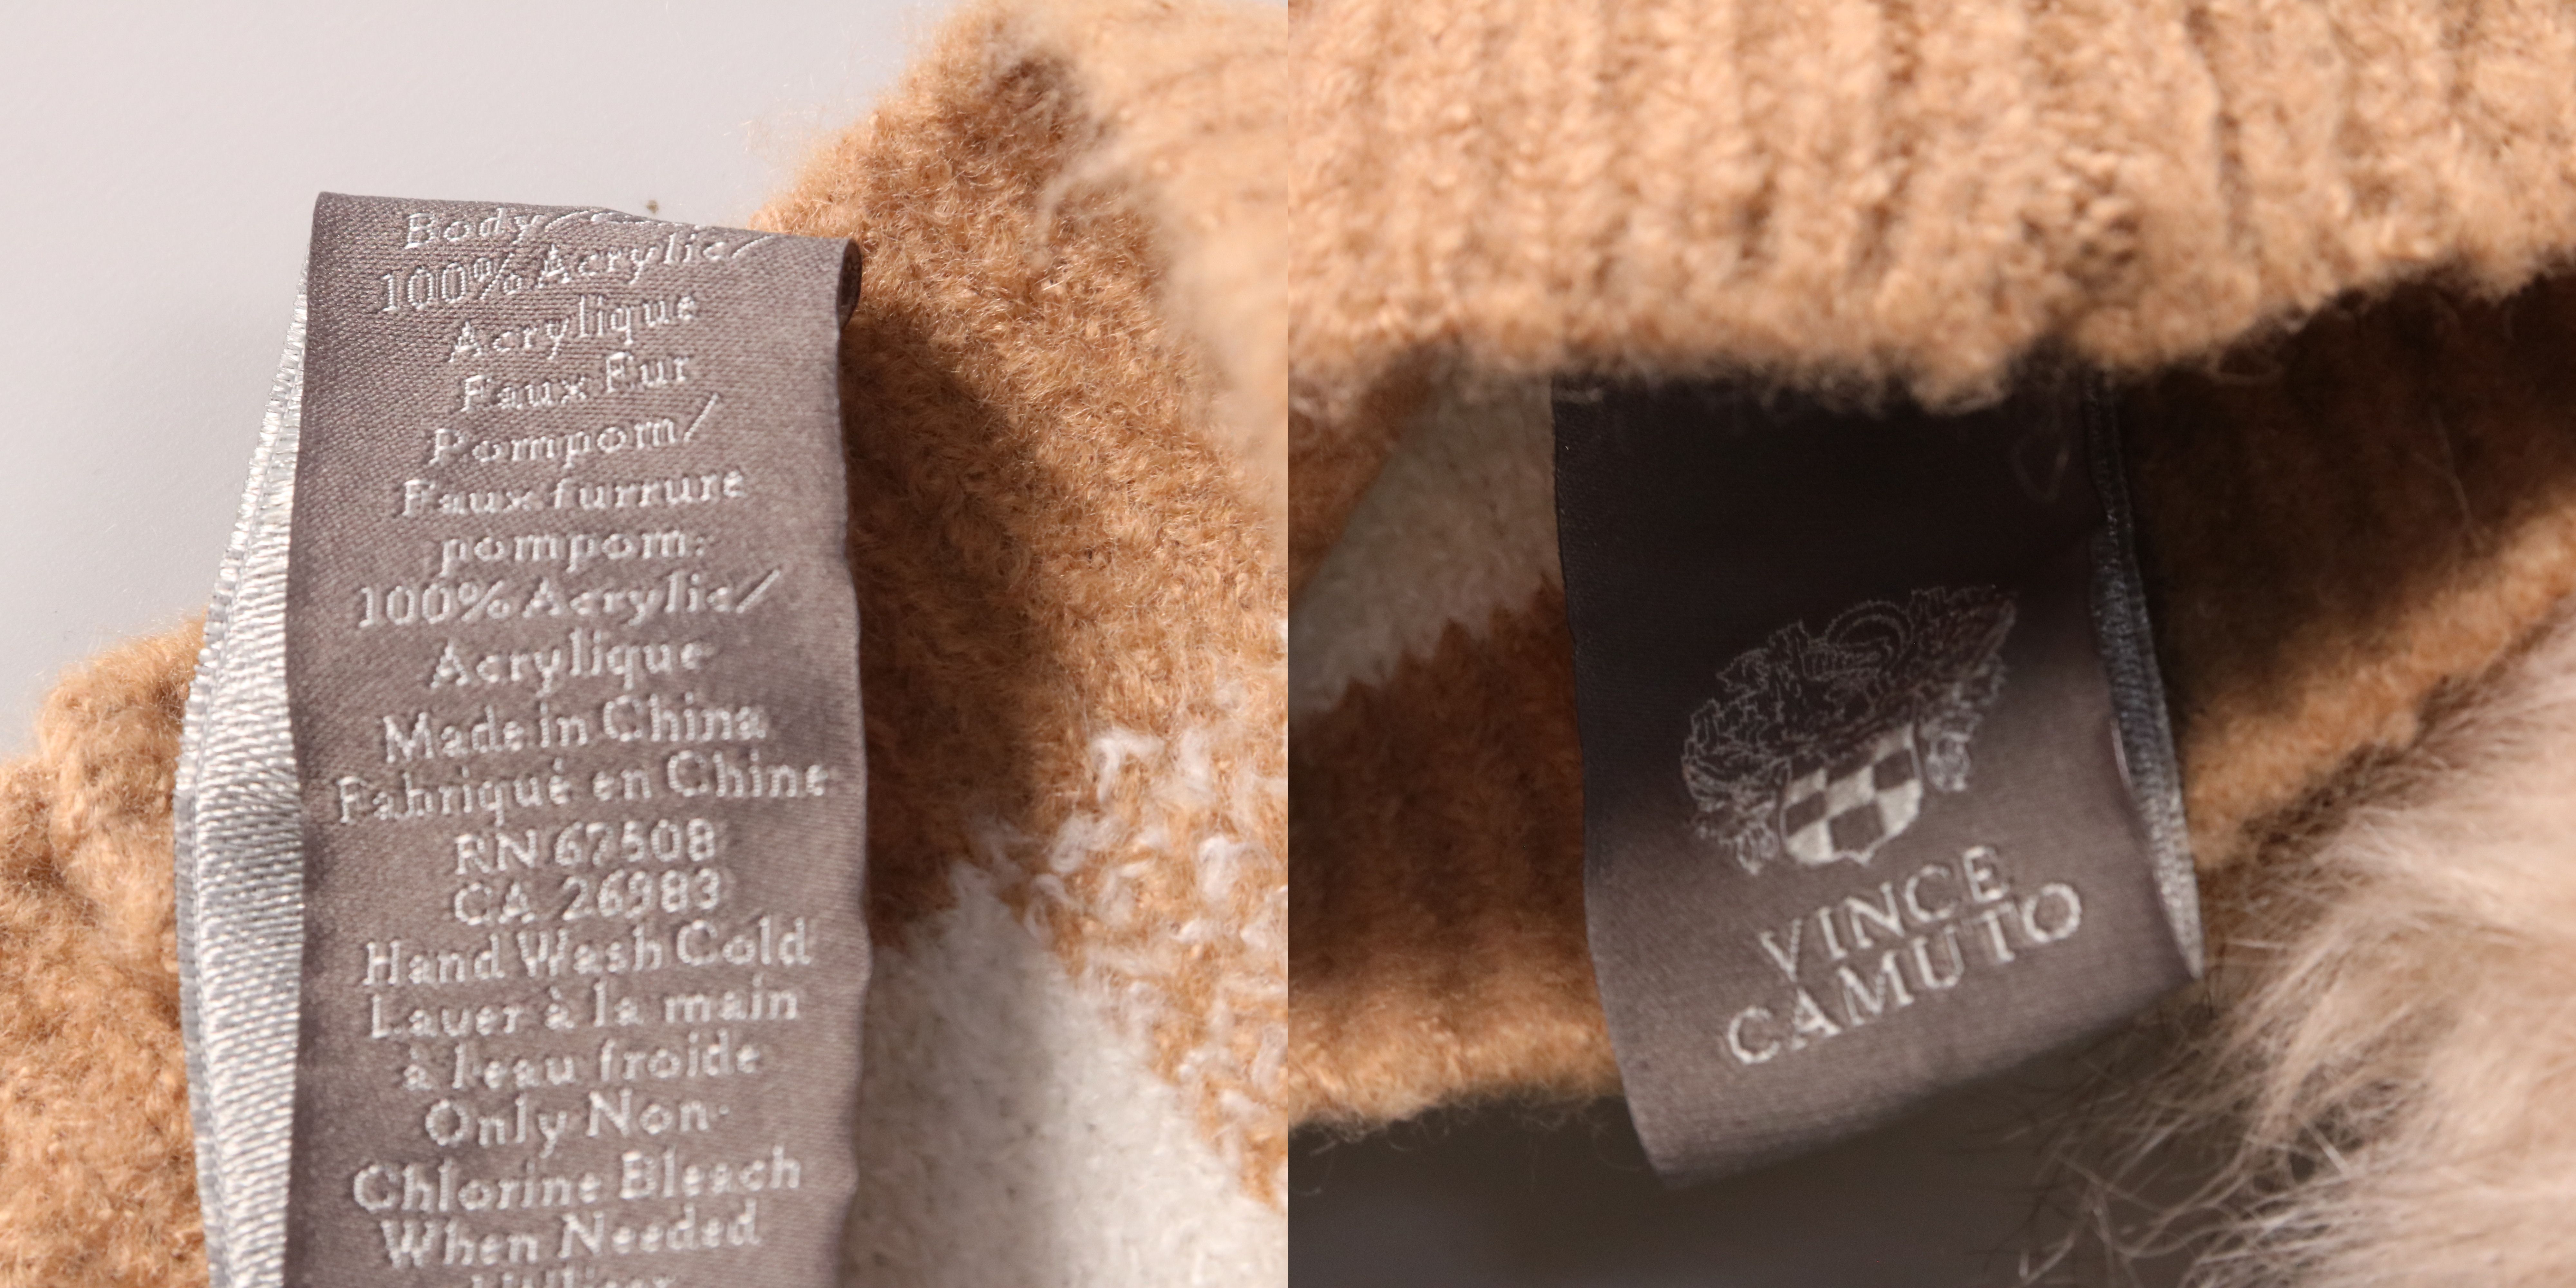 Body/
100% Acrylic/
Acrylique
Faux Fur
Pompom/
Faux furrure
pompom:
100% Acrylic/
Acrylique
Made in China
Fabriqué en Chine
RN 67508
CA 26983
Hand Wash Cold
Laver à la main
à l'eau froide
Only Non-
Chlorine Bleach
When Needed
VINCE
CAMUTO